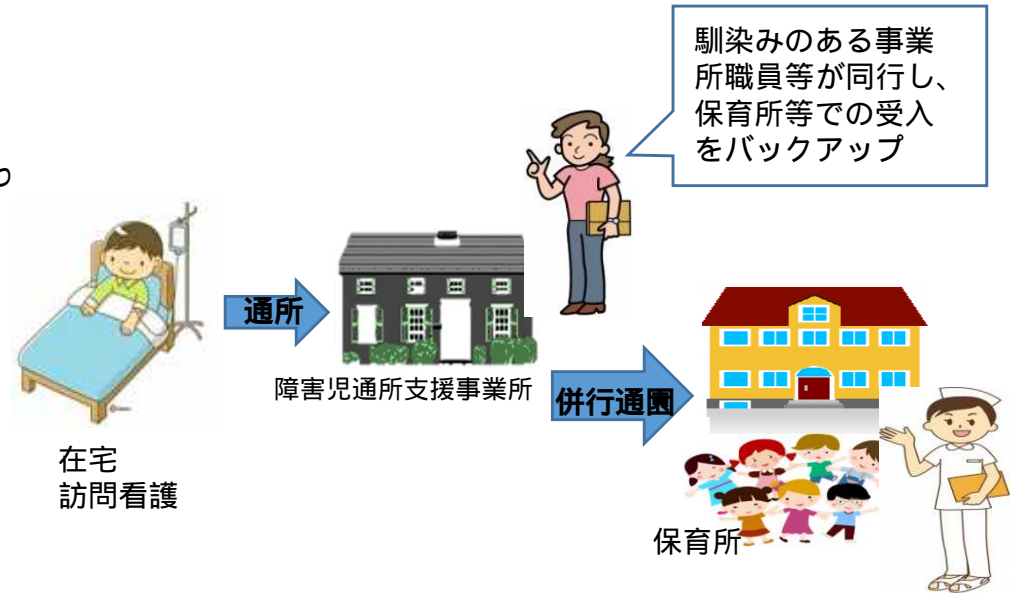 馴染みのある事業
所職員等が同行し、
保育所等での受入
をバックアップ
通所
障害児通所支援事業所
併行通園
在宅
訪問看護
保育所